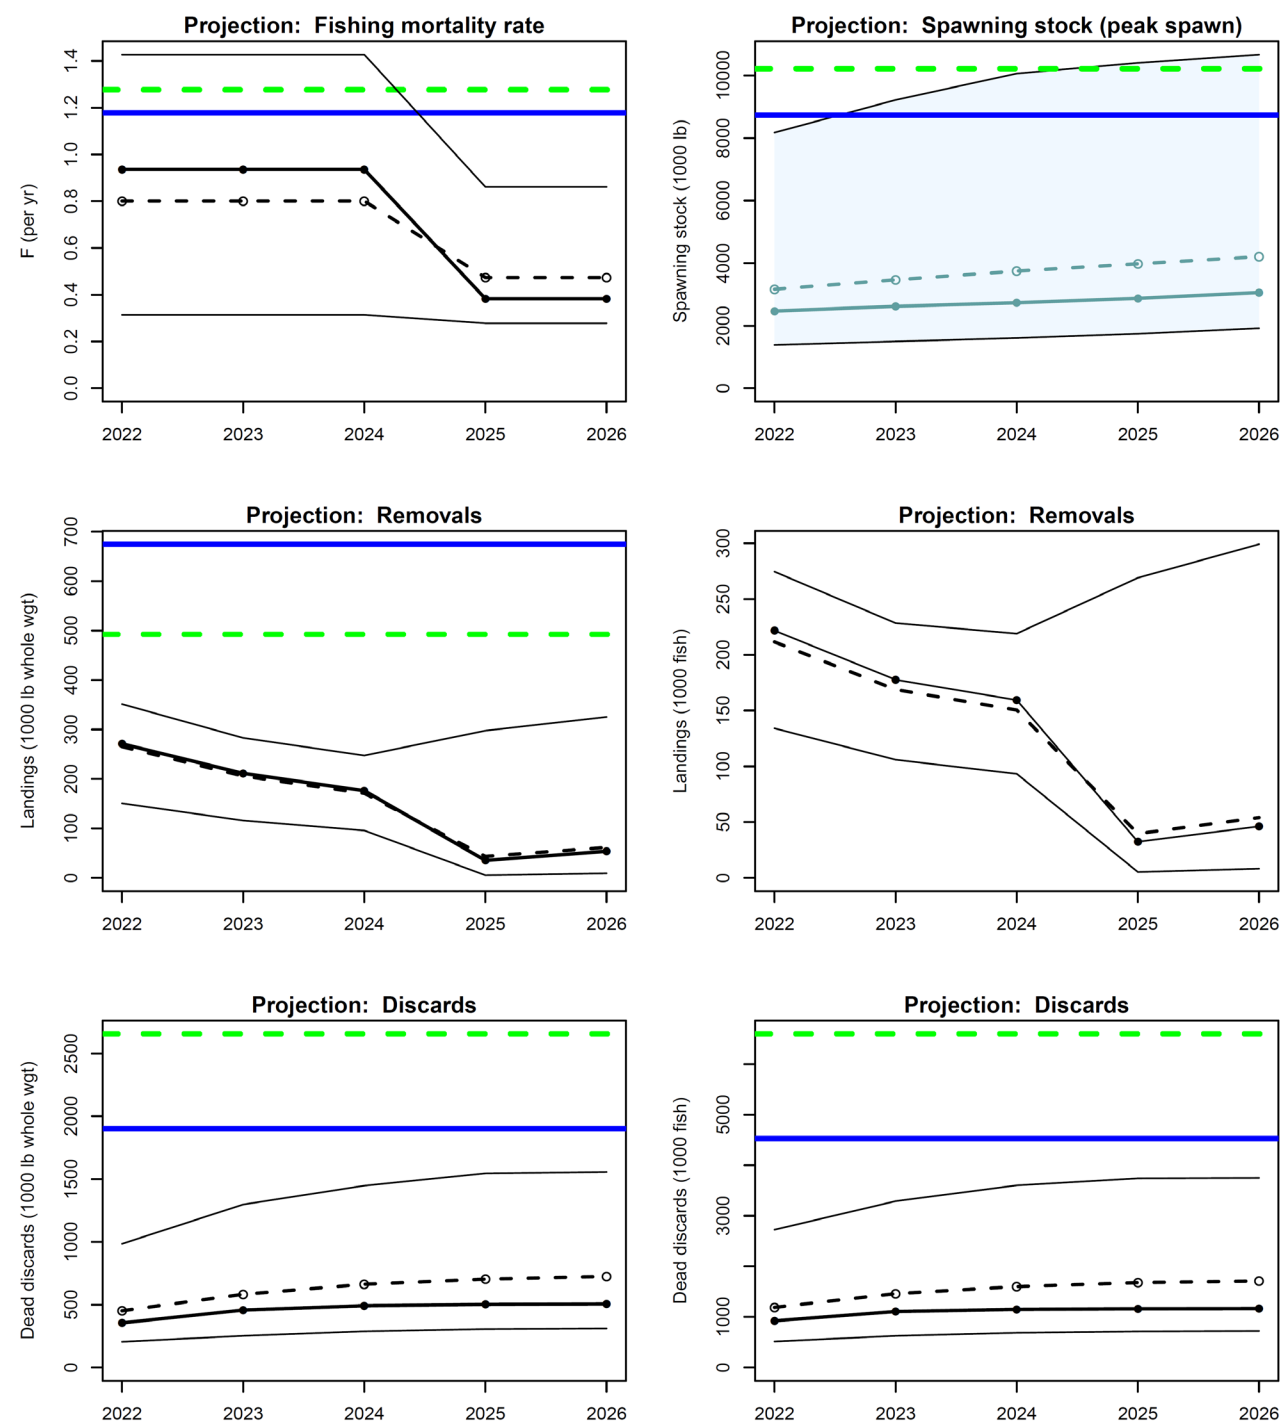 Projection:  Fishing mortality rate
F (per yr)
0.0 0.2 0.4 0.6 0.8 1.0 1.2 1.4
2022 2023 2024 2025 2026
Projection:  Spawning stock (peak spawn)
Spawning stock (1000 lb)
0 2000 4000 6000 8000 10000
2022 2023 2024 2025 2026
Projection:  Removals
Landings (1000 lb whole wgt)
0 100 200 300 400 500 600 700
2022 2023 2024 2025 2026
Projection:  Removals
Landings (1000 fish)
0 50 100 150 200 250 300
2022 2023 2024 2025 2026
Projection:  Discards
Dead discards (1000 lb whole wgt)
0 500 1000 1500 2000 2500
2022 2023 2024 2025 2026
Projection:  Discards
Dead discards (1000 fish)
0 1000 3000 5000
2022 2023 2024 2025 2026